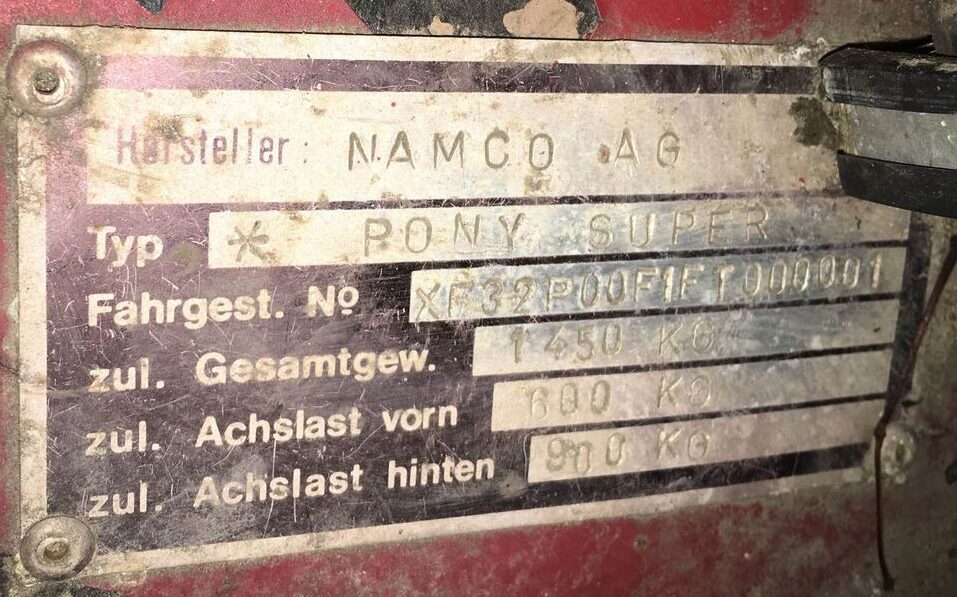 Hersteller: NAMCO AG
Typ * PONY SUPER
Fahrgest. No XF32P00F1FT000001
zul. Gesamtgew. 1450 KG
zul. Achslast vorn 600 KG
zul. Achslast hinten 900 KG